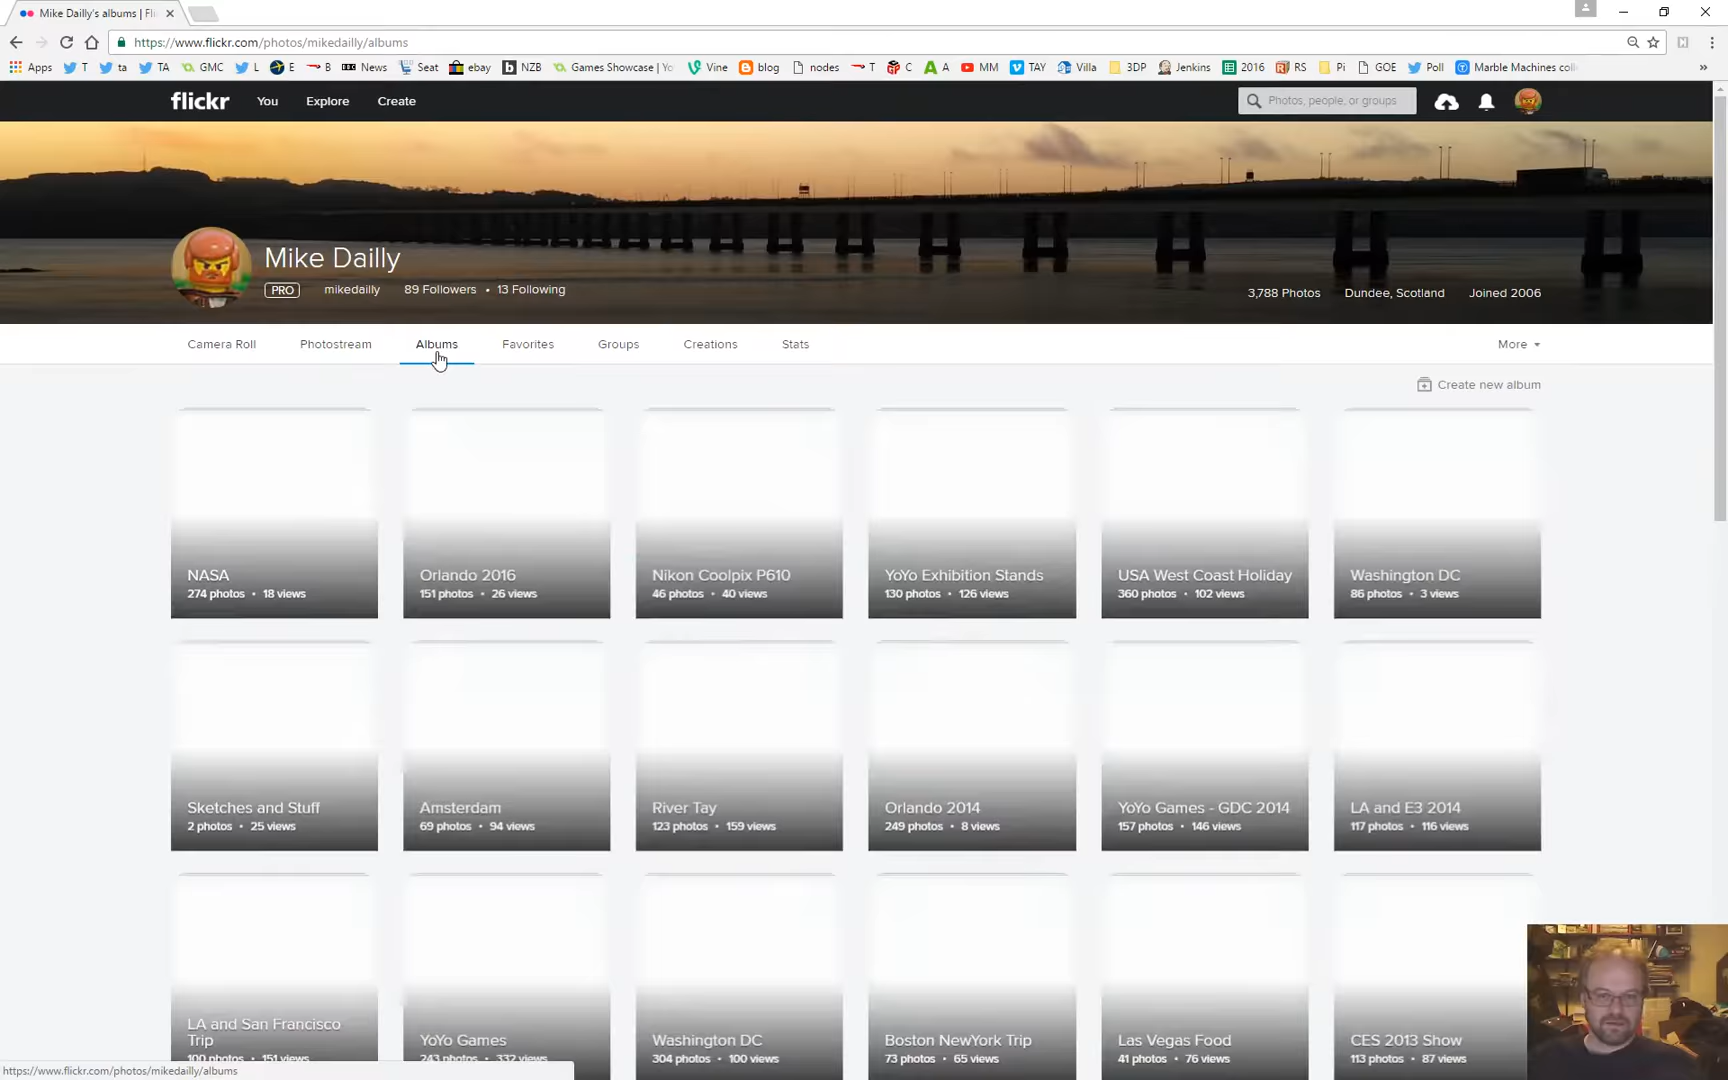 Mike Dailly's albums | Fli
https://www.flickr.com/photos/mikedailly/albums
Apps T ta TA GMC L E B News Seat ebay NZB Games Showcase | Yo Vine blog nodes T C A MM TAY Villa 3DP Jenkins 2016 RS Pi GOE Poll Marble Machines coll »
flickr You Explore Create Photos, people, or groups
Mike Dailly
PRO mikedailly 89 Followers • 13 Following 3,788 Photos Dundee, Scotland Joined 2006
Camera Roll Photostream Albums Favorites Groups Creations Stats More
Create new album
NASA Orlando 2016 Nikon Coolpix P610 YoYo Exhibition Stands USA West Coast Holiday Washington DC
274 photos • 18 views 151 photos • 26 views 46 photos • 40 views 130 photos • 126 views 360 photos • 102 views 86 photos • 3 views
Sketches and Stuff Amsterdam River Tay Orlando 2014 YoYo Games - GDC 2014 LA and E3 2014
2 photos • 25 views 69 photos • 94 views 123 photos • 159 views 249 photos • 8 views 157 photos • 146 views 117 photos • 116 views
LA and San Francisco
Trip YoYo Games Washington DC Boston NewYork Trip Las Vegas Food CES 2013 Show
100 photos • 151 views 243 photos • 332 views 304 photos • 100 views 73 photos • 65 views 41 photos • 76 views 113 photos • 87 views
https://www.flickr.com/photos/mikedailly/albums